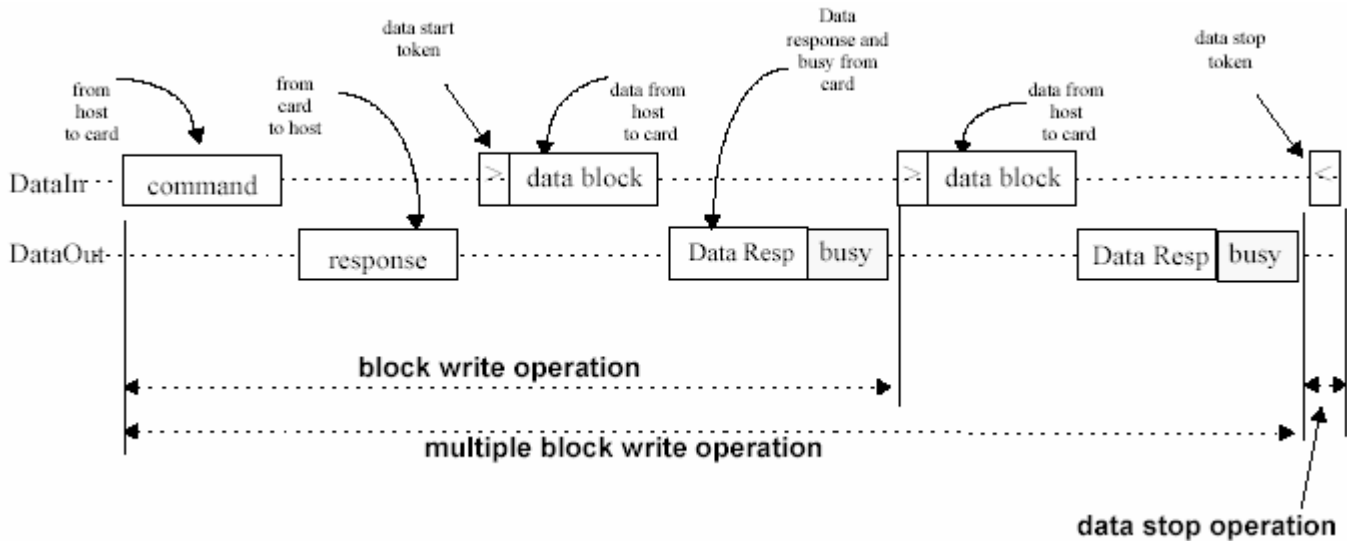 data start
token
Data
response and
busy from
card
data stop
token
from
host
to card
from
card
to host
data from
host
to card
data from
host
to card
DataIn
command
>
data block
>
data block
<
DataOut
response
Data Resp
busy
Data Resp
busy
block write operation
multiple block write operation
data stop operation